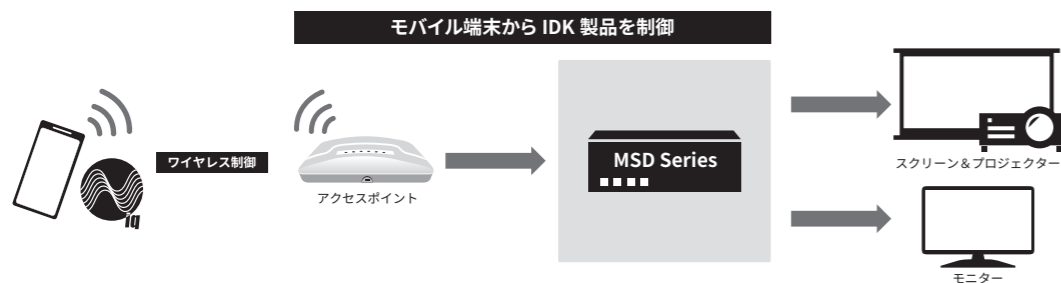 モバイル端末から IDK 製品を制御
ワイヤレス制御
iq
アクセスポイント
MSD Series
スクリーン＆プロジェクター
モニター